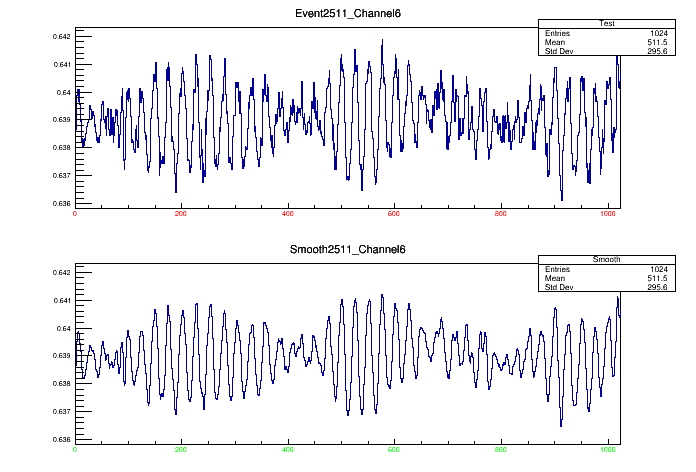 Event2511_Channel6
Test
Entries 1024
Mean 511.5
Std Dev 295.6
0.642
0.641
0.64
0.639
0.638
0.637
0.636
0 200 400 600 800 1000
Smooth2511_Channel6
Smooth
Entries 1024
Mean 511.5
Std Dev 295.6
0.642
0.641
0.64
0.639
0.638
0.637
0.636
0 200 400 600 800 1000